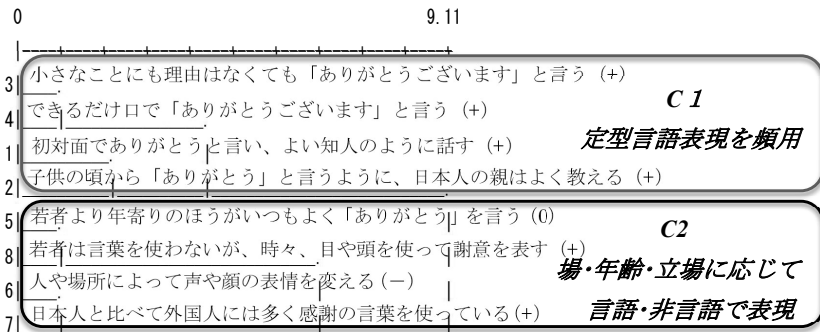 0 9.11
|----+----+----+----+----+----+----+----+----+----+----+----+
3| 小さなことにも理由はなくても「ありがとうございます」と言う (+)
4| できるだけ口で「ありがとうございます」と言う (+)
1| 初対面でありがとうと言い、よい知人のように話す (+)
2| 子供の頃から「ありがとう」と言うように、日本人の親はよく教える (+)
C 1
定型言語表現を頻用
5| 若者より年寄りのほうがいつもよく「ありがとう」を言う (0)
8| 若者は言葉を使わないが、時々、目や頭を使って謝意を表す (+)
6| 人や場所によって声や顔の表情を変える (−)
7| 日本人と比べて外国人には多く感謝の言葉を使っている (+)
C2
場・年齢・立場に応じて
言語・非言語で表現